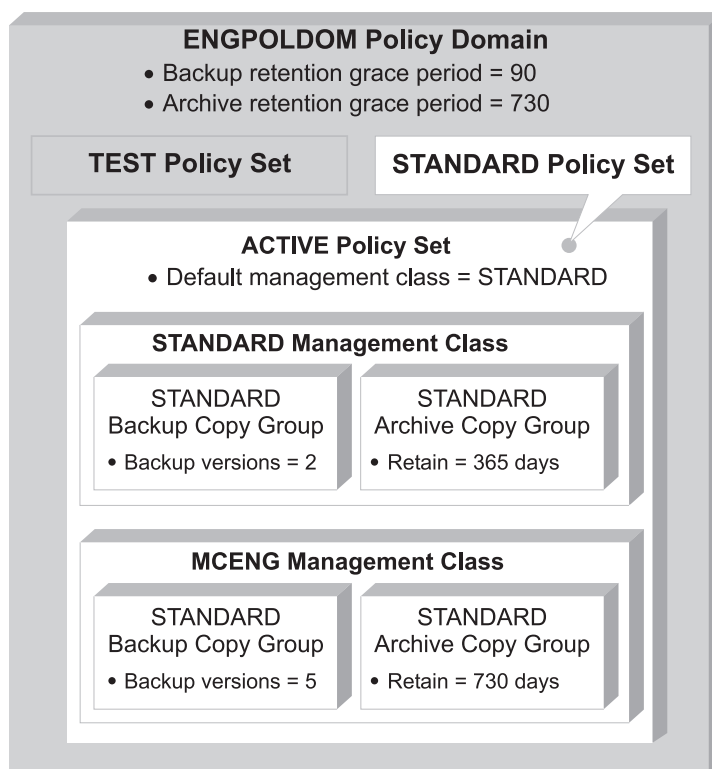 ENGPOLDOM Policy Domain
• Backup retention grace period = 90
• Archive retention grace period = 730
TEST Policy Set
STANDARD Policy Set
ACTIVE Policy Set
• Default management class = STANDARD
STANDARD Management Class
STANDARD
Backup Copy Group
• Backup versions = 2
STANDARD
Archive Copy Group
• Retain = 365 days
MCENG Management Class
STANDARD
Backup Copy Group
• Backup versions = 5
STANDARD
Archive Copy Group
• Retain = 730 days